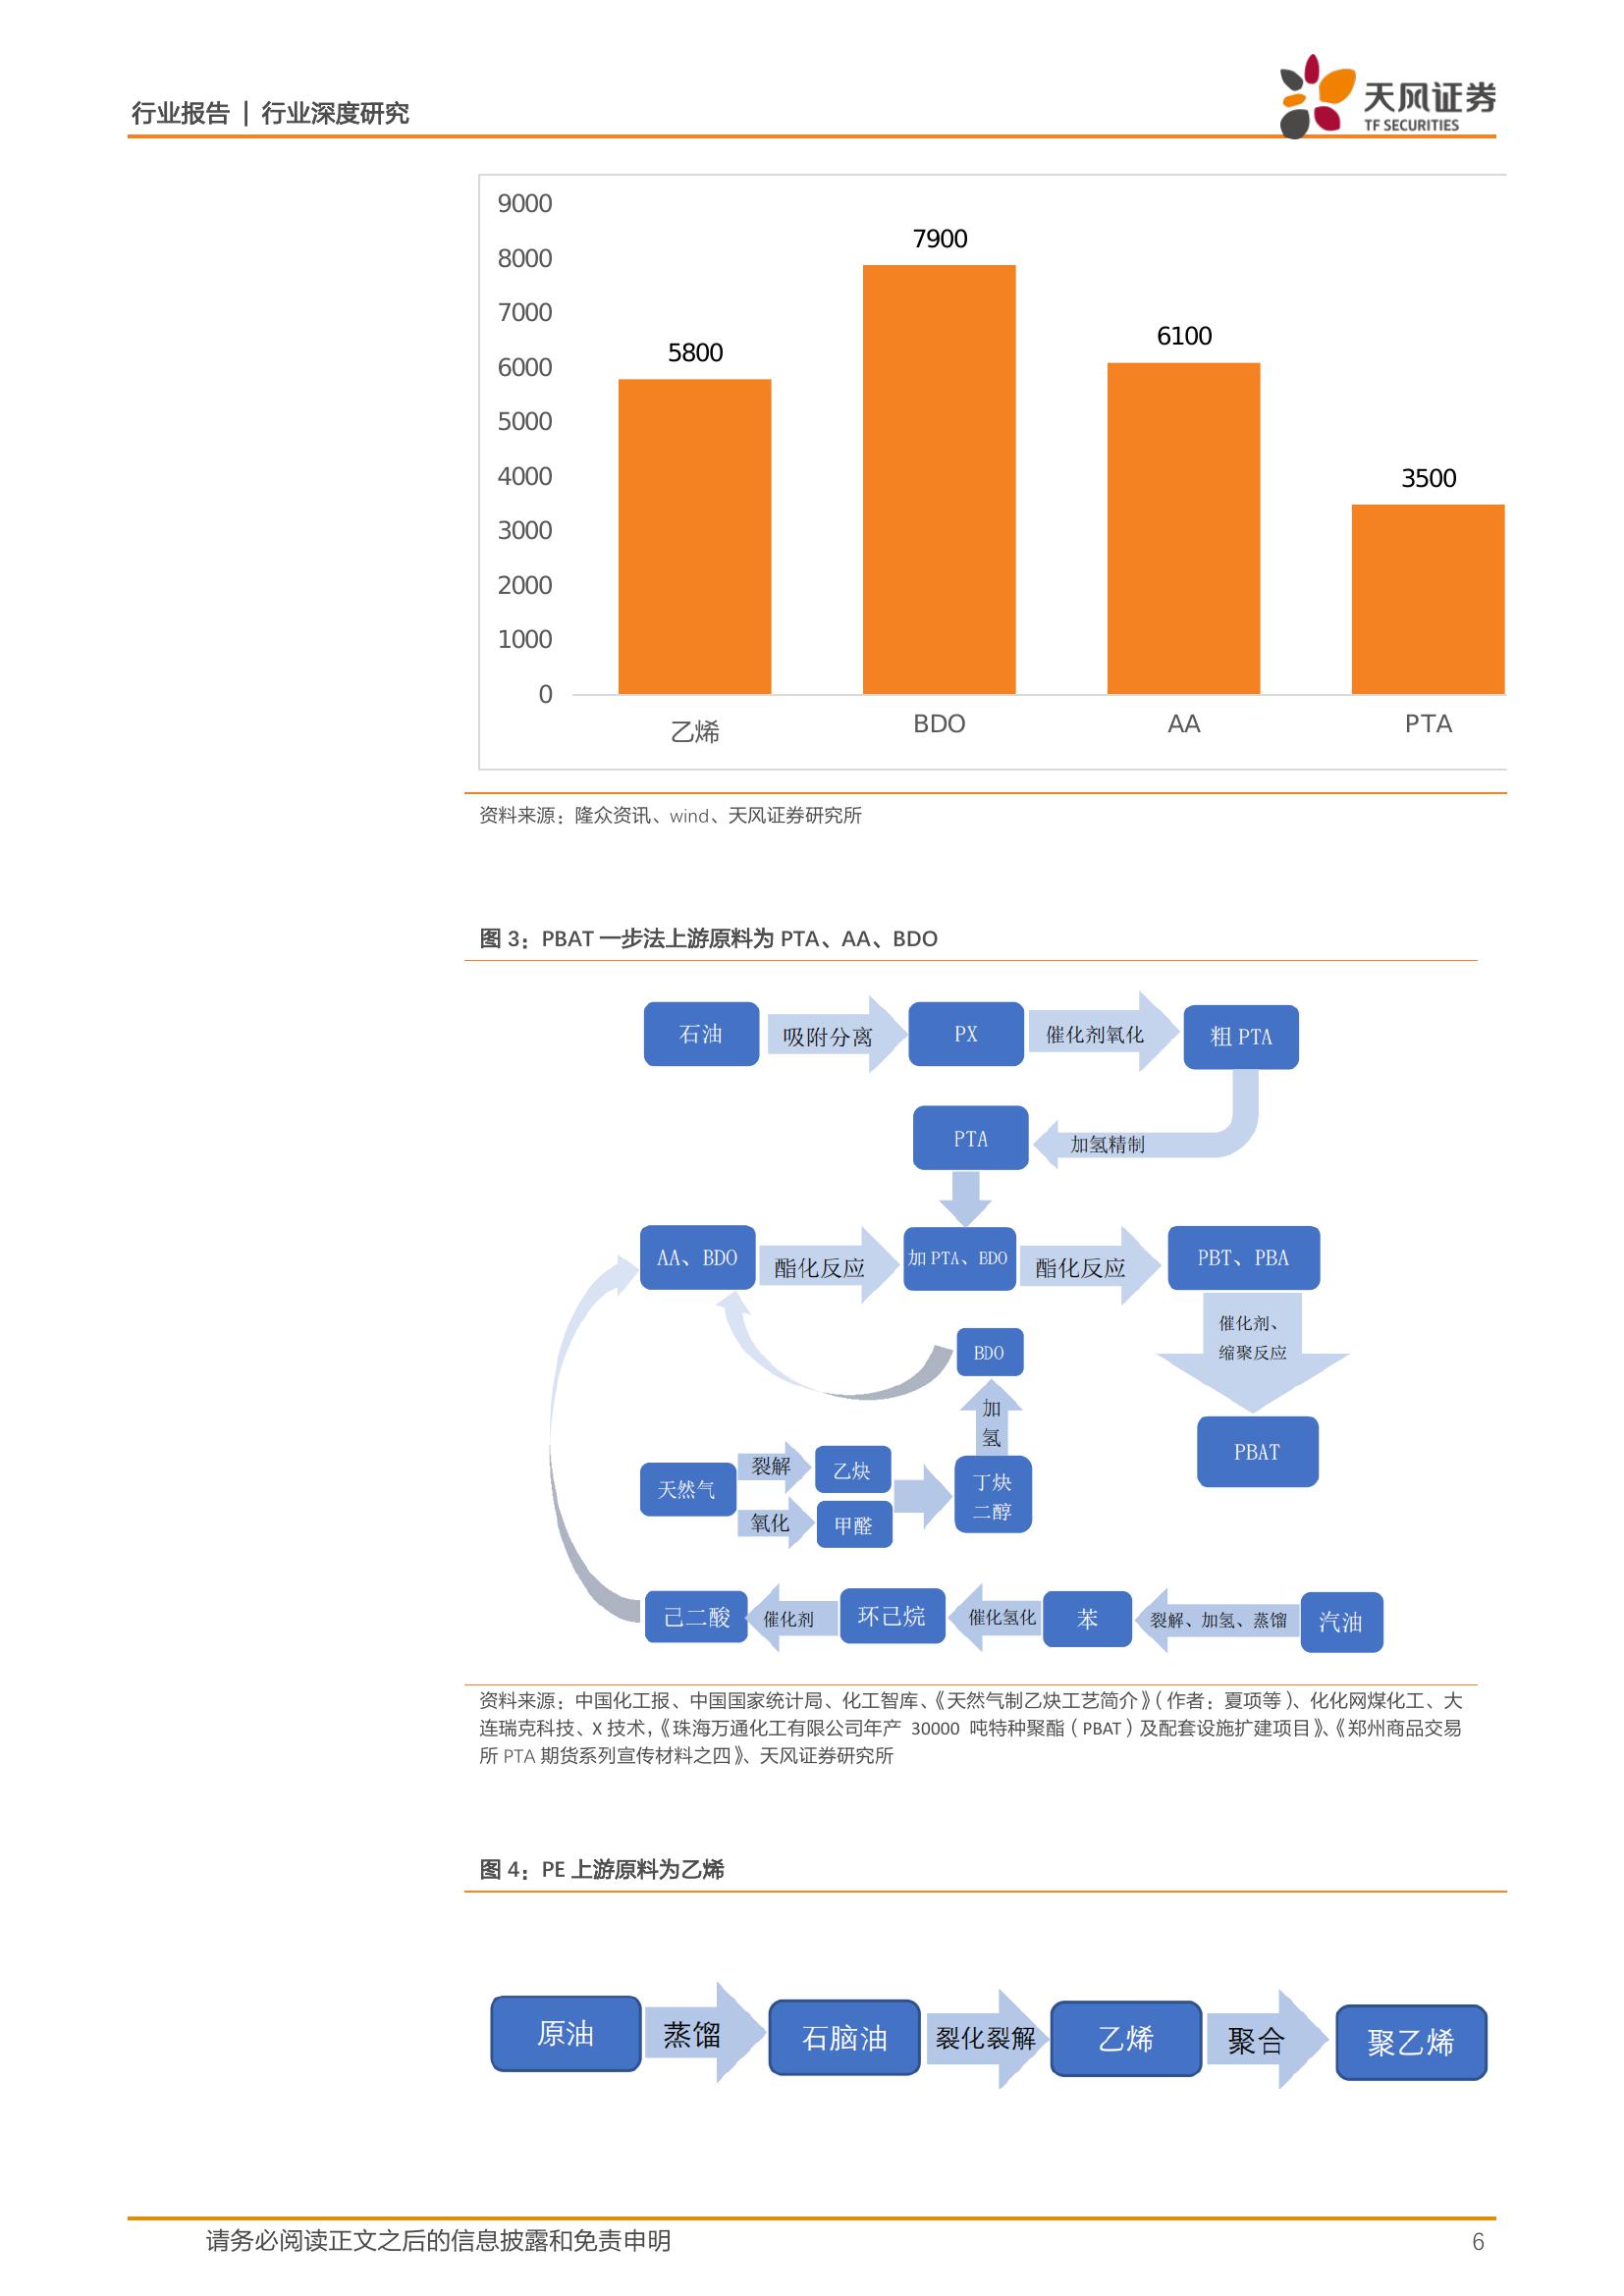 行业报告 | 行业深度研究
天风证券
TF SECURITIES
9000
8000
7000
6000
5000
4000
3000
2000
1000
0
5800
7900
6100
3500
乙烯
BDO
AA
PTA
资料来源：隆众资讯、wind、天风证券研究所
图 3：PBAT 一步法上游原料为 PTA、AA、BDO
石油
吸附分离
PX
催化剂氧化
粗 PTA
PTA
加氢精制
AA、BDO
酯化反应
加 PTA、BDO
酯化反应
PBT、PBA
催化剂、
缩聚反应
BDO
加
氢
PBAT
天然气
裂解
乙炔
氧化
甲醛
丁炔
二醇
己二酸
催化剂
环己烷
催化氢化
苯
裂解、加氢、蒸馏
汽油
资料来源：中国化工报、中国国家统计局、化工智库、《天然气制乙炔工艺简介》（作者：夏项等）、化化网煤化工、大
连瑞克科技、X 技术，《珠海万通化工有限公司年产 30000 吨特种聚酯（PBAT）及配套设施扩建项目》、《郑州商品交易
所 PTA 期货系列宣传材料之四》、天风证券研究所
图 4：PE 上游原料为乙烯
原油
蒸馏
石脑油
裂化裂解
乙烯
聚合
聚乙烯
请务必阅读正文之后的信息披露和免责申明
6